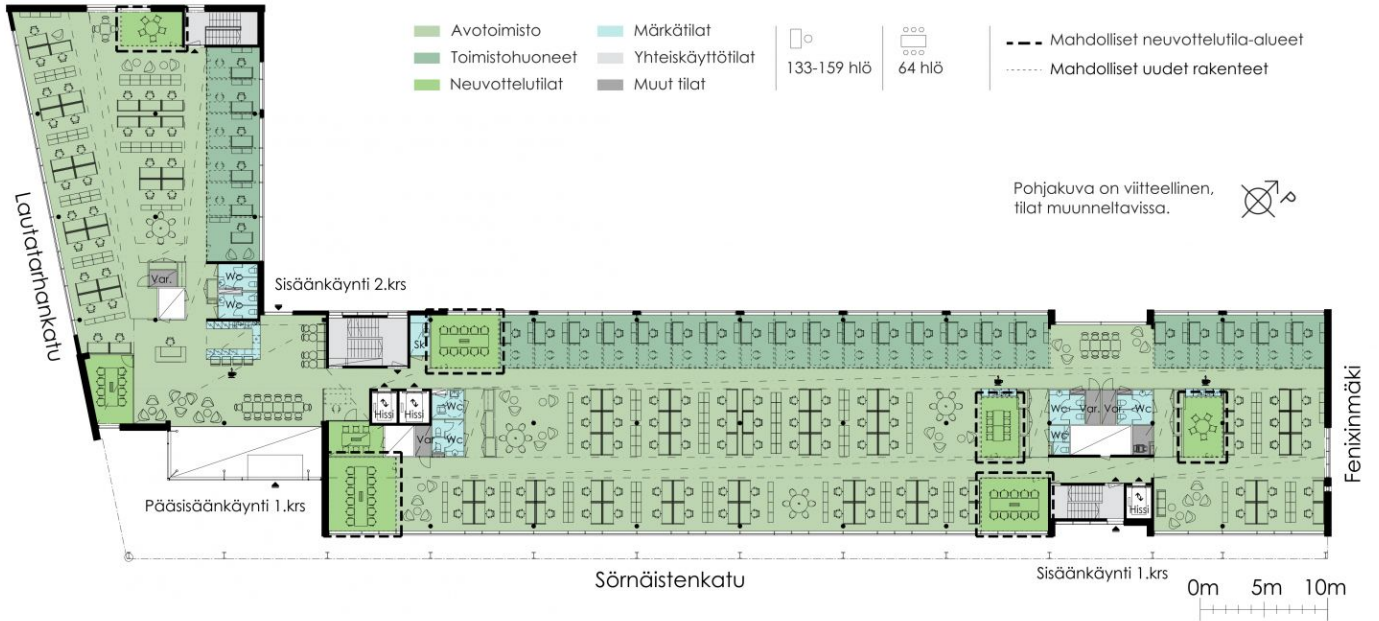 Avotoimisto
Toimistohuoneet
Neuvottelutilat
Märkätilat
Yhteiskäyttötilat
Muut tilat
133-159 hlö
64 hlö
Mahdolliset neuvottelutila-alueet
Mahdolliset uudet rakenteet
Pohjakuva on viitteellinen,
tilat muunneltavissa.
P
Lautatarhankatu
Var.
Wc
Wc
Sisäänkäynti 2.krs
Sk
Hissi
Hissi
Wc
Var
Wc
Wc
Var.
Var
Wc
Wc
Hissi
Pääsisäänkäynti 1.krs
Fenixinmäki
Sörnäistenkatu
Sisäänkäynti 1.krs
0m 5m 10m